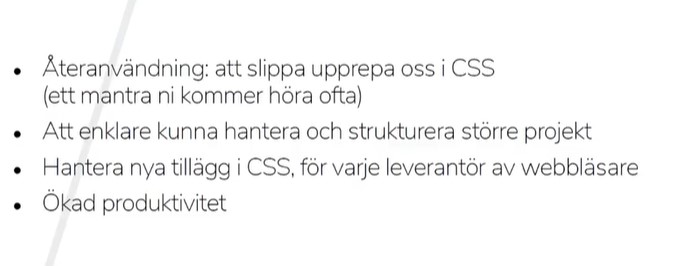 • Återanvändning: att slippa upprepa oss i CSS
(ett mantra ni kommer höra ofta)
• Att enklare kunna hantera och strukturera större projekt
• Hantera nya tillägg i CSS, för varje leverantör av webbläsare
• Ökad produktivitet